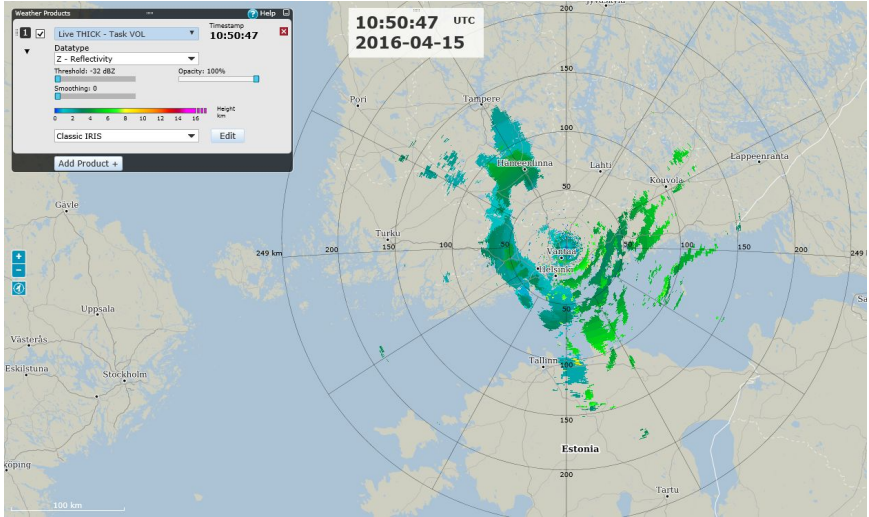 Weather Products
Help
1
Live THICK - Task VOL
Timestamp
10:50:47
Datatype
Z - Reflectivity
Threshold: -32 dBZ
Opacity: 100%
Smoothing: 0
0 2 4 6 8 10 12 14 16
Height
km
Classic IRIS
Edit
Add Product +
10:50:47 UTC
2016-04-15
200
150
Pori
Tampere
100
Hämeenlinna
Lahti
Lappeenranta
Kouvola
50
Gävle
Turku
249 km
200
150
100
50
50
100
150
200
249
Vantaa
Helsinki
+
−
50
Uppsala
Västerås
Eskilstuna
Stockholm
Tallinn
100
150
Estonia
200
Tartu
köping
100 km